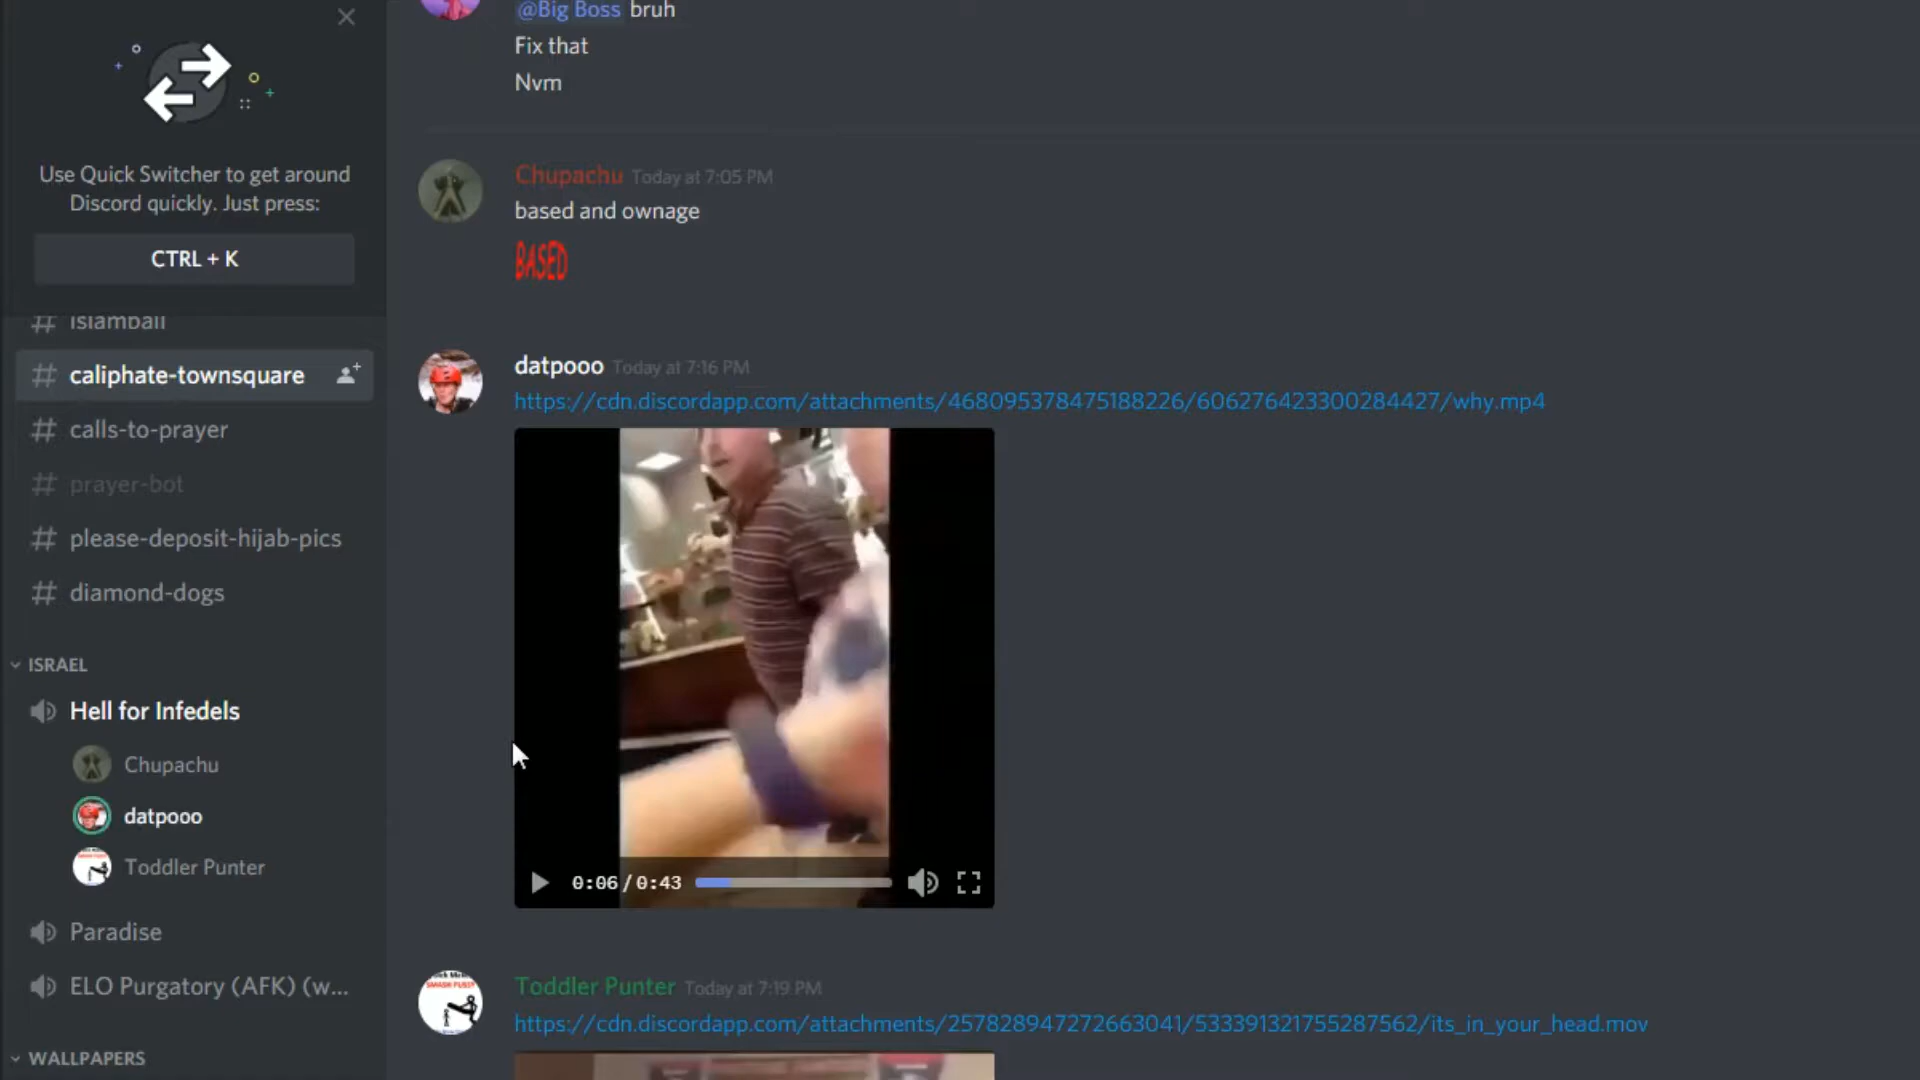 Use Quick Switcher to get around
Discord quickly. Just press:
CTRL + K
islamball
caliphate-townsquare
calls-to-prayer
prayer-bot
please-deposit-hijab-pics
diamond-dogs
ISRAEL
Hell for Infedels
Chupachu
datpooo
Toddler Punter
Paradise
ELO Purgatory (AFK) (w...
WALLPAPERS
@Big Boss bruh
Fix that
Nvm
Chupachu Today at 7:05 PM
based and ownage
BASED
datpooo Today at 7:16 PM
https://cdn.discordapp.com/attachments/468095378475188226/606276423300284427/why.mp4
0:06/0:43
Toddler Punter Today at 7:19 PM
https://cdn.discordapp.com/attachments/257828947272663041/533391321755287562/its_in_your_head.mov